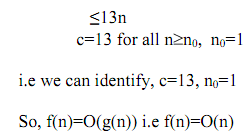 ≤13n
c=13 for all n≥n₀, n₀=1
i.e we can identify, c=13, n₀=1
So, f(n)=O(g(n)) i.e f(n)=O(n)